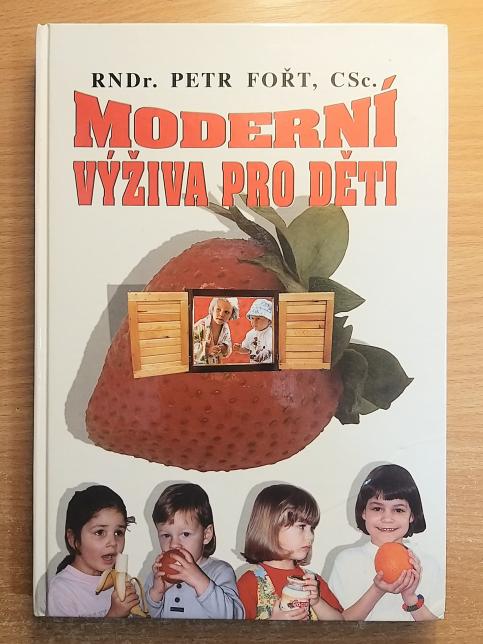 RNDr. PETR FOŘT, CSc.
MODERNÍ
VÝŽIVA PRO DĚTI